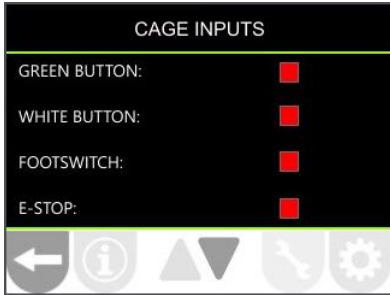 CAGE INPUTS
GREEN BUTTON:
WHITE BUTTON:
FOOTSWITCH:
E-STOP: